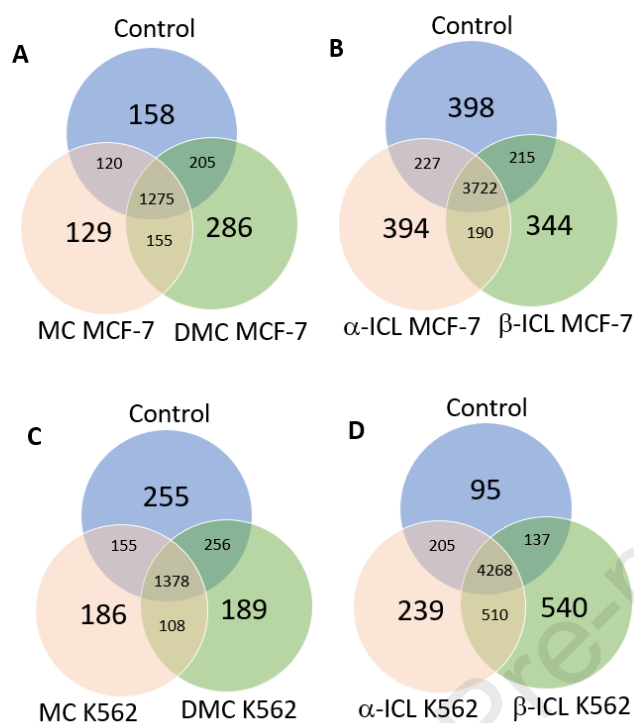 Control
Control
A
B
158
398
120
205
227
215
1275
3722
129
286
394
344
155
190
MC MCF-7
DMC MCF-7
α-ICL MCF-7
β-ICL MCF-7
Control
Control
C
D
255
95
155
256
205
137
1378
4268
186
189
239
540
108
510
MC K562
DMC K562
α-ICL K562
β-ICL K562